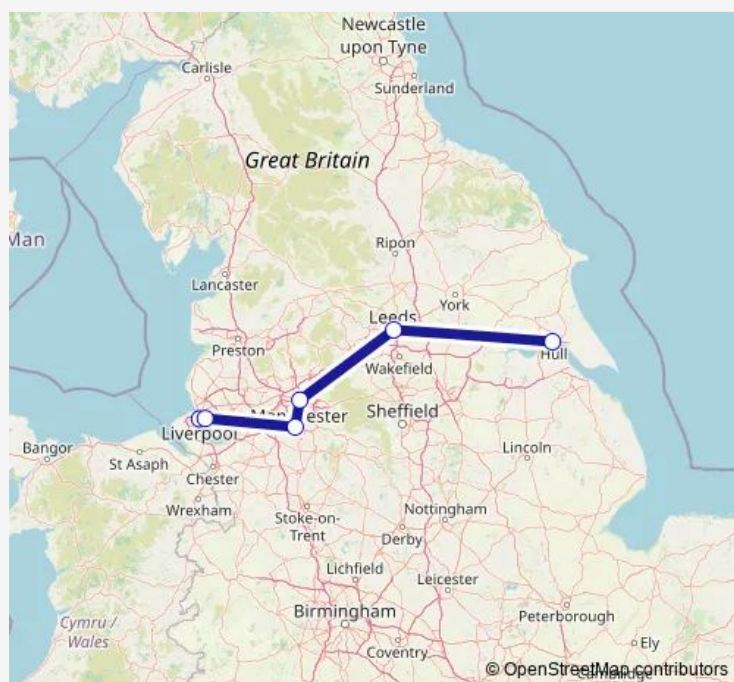 Newcastle
upon Tyne
Carlisle
Sunderland
Great Britain
Man
Ripon
Lancaster
York
Leeds
Preston
Hull
Wakefield
Manchester
Sheffield
Liverpool
Bangor
St Asaph
Chester
Lincoln
Wrexham
Stoke-on-
Trent
Nottingham
Derby
Lichfield
Leicester
Birmingham
Peterborough
Cymru /
Wales
Coventry
Ely
© OpenStreetMap contributors
Cambridge